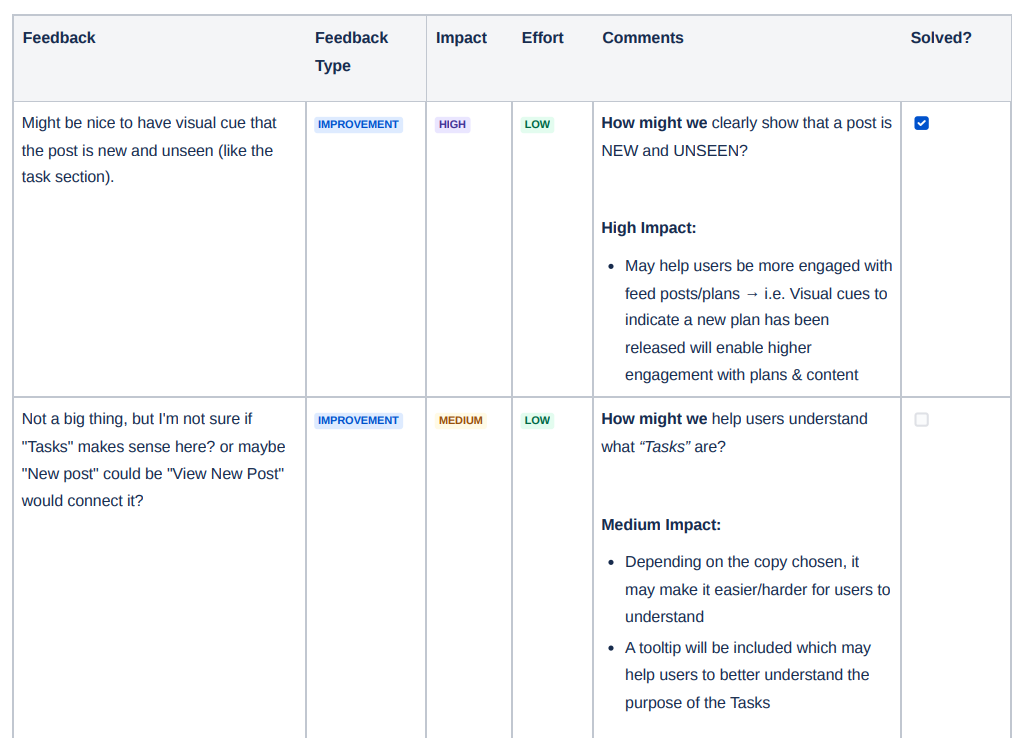 Feedback
Feedback
Type
Impact
Effort
Comments
Solved?
Might be nice to have visual cue that
the post is new and unseen (like the
task section).
IMPROVEMENT
HIGH
LOW
How might we clearly show that a post is
NEW and UNSEEN?
High Impact:
• May help users be more engaged with
feed posts/plans → i.e. Visual cues to
indicate a new plan has been
released will enable higher
engagement with plans & content
Not a big thing, but I'm not sure if
"Tasks" makes sense here? or maybe
"New post" could be "View New Post"
would connect it?
IMPROVEMENT
MEDIUM
LOW
How might we help users understand
what “Tasks” are?
Medium Impact:
• Depending on the copy chosen, it
may make it easier/harder for users to
understand
• A tooltip will be included which may
help users to better understand the
purpose of the Tasks